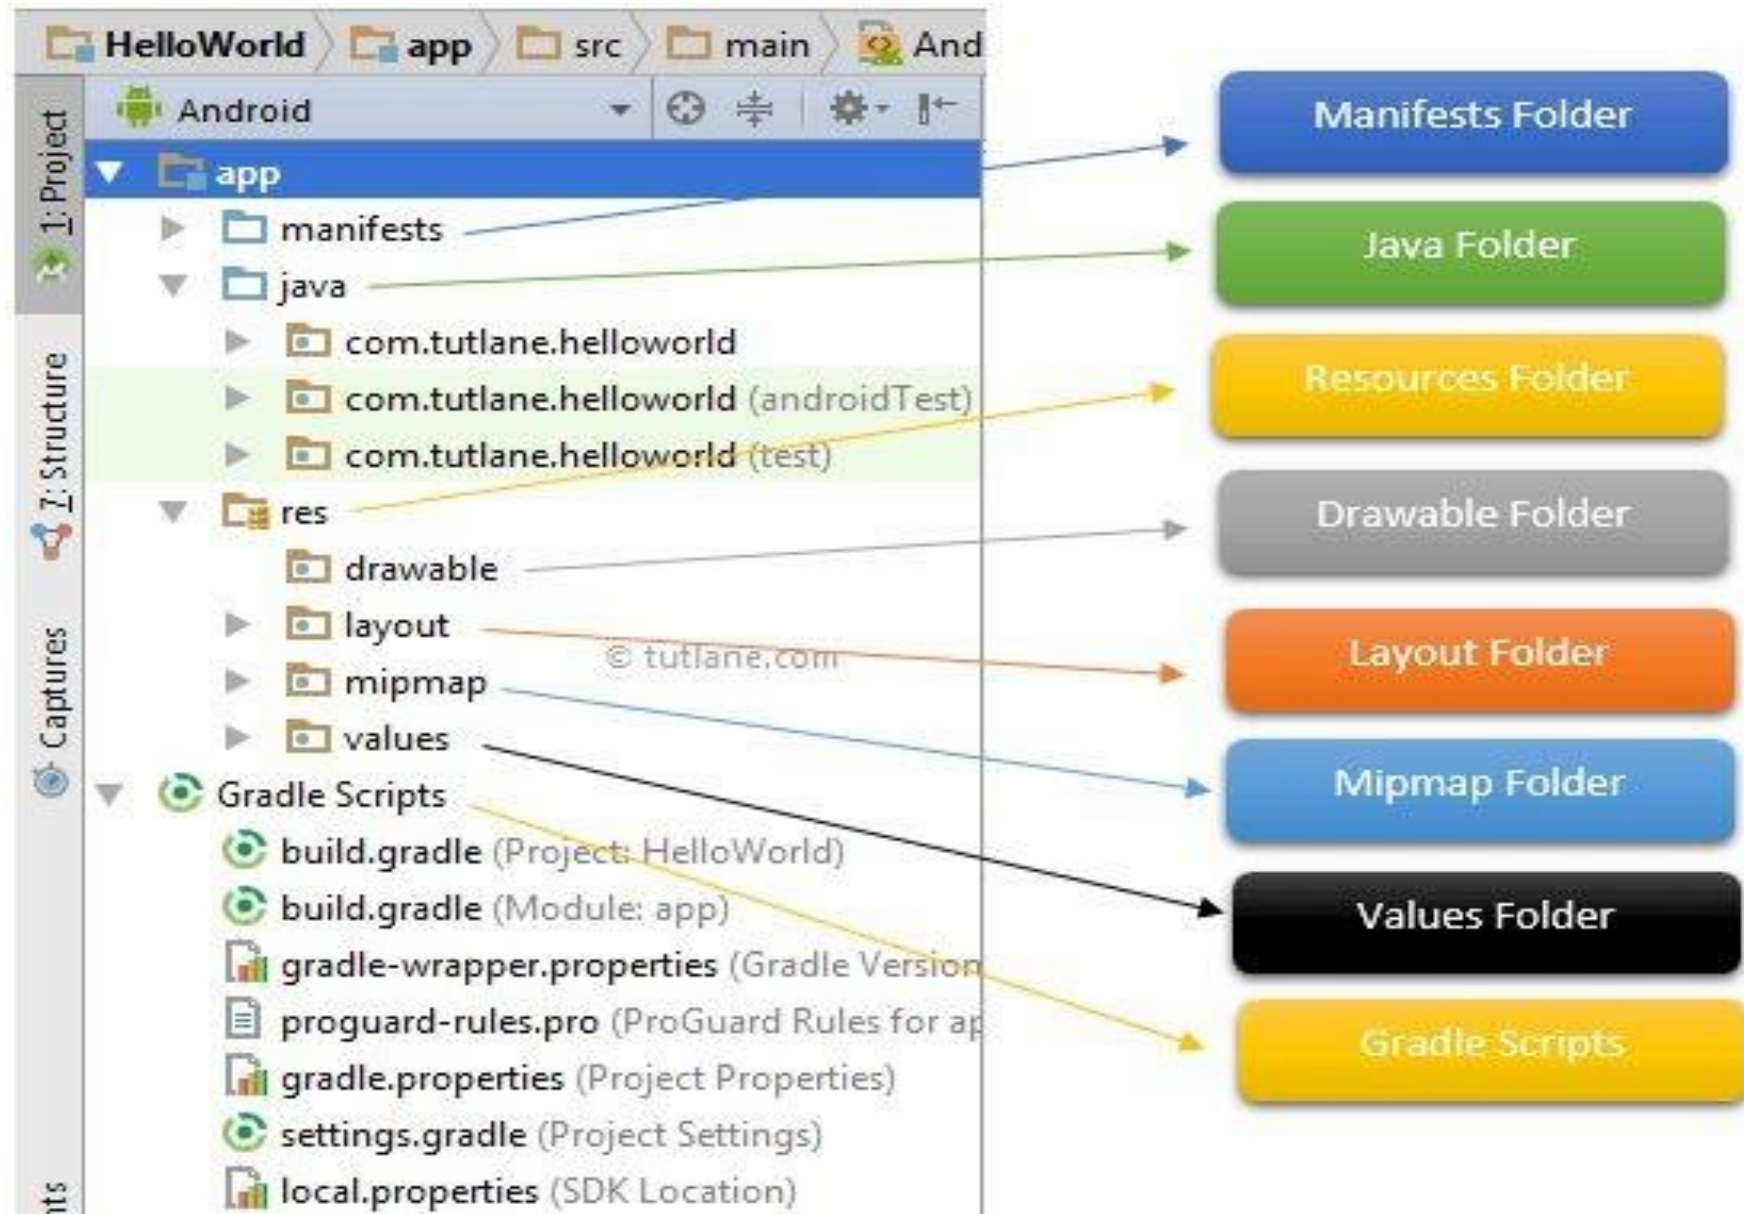 HelloWorld app src main And
Android
1: Project
7: Structure
Captures
nts
app
manifests
java
com.tutlane.helloworld
com.tutlane.helloworld (androidTest)
com.tutlane.helloworld (test)
res
drawable
layout
© tutlane.com
mipmap
values
Gradle Scripts
build.gradle (Project: HelloWorld)
build.gradle (Module: app)
gradle-wrapper.properties (Gradle Version
proguard-rules.pro (ProGuard Rules for ap
gradle.properties (Project Properties)
settings.gradle (Project Settings)
local.properties (SDK Location)
Manifests Folder
Java Folder
Resources Folder
Drawable Folder
Layout Folder
Mipmap Folder
Values Folder
Gradle Scripts